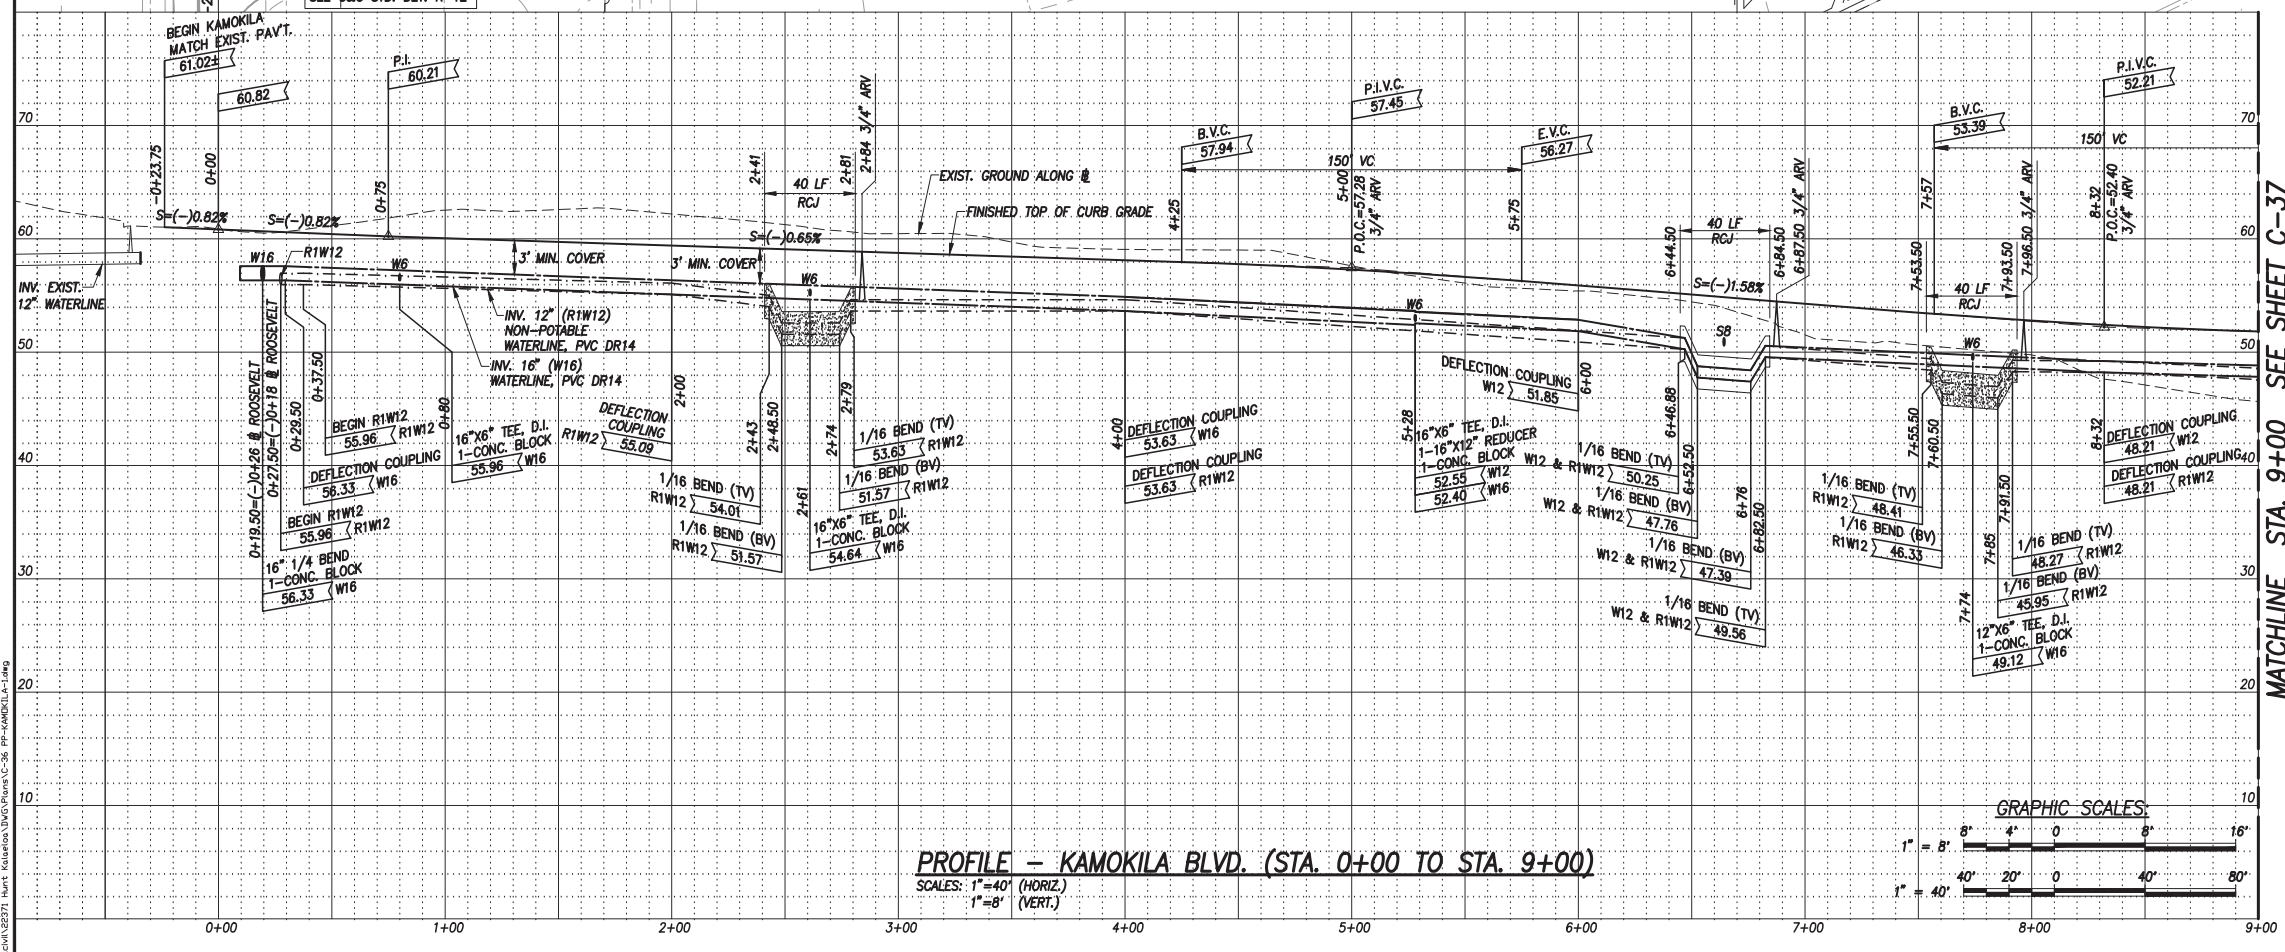 BEGIN KAMOKILA
MATCH EXIST. PAV'T.
61.02±
60.82
P.I.
60.21
-0+23.75
0+00
0+75
S=(-)0.82%
S=(-)0.82%
2+41
40 LF
RCJ
2+81
2+84 3/4" ARV
EXIST. GROUND ALONG ℄
FINISHED TOP OF CURB GRADE
S=(-)0.65%
B.V.C.
57.94
4+25
150' VC
P.I.V.C.
57.45
5+00
P.O.C.=57.28
3/4" ARV
E.V.C.
56.27
5+75
6+44.50
40 LF
RCJ
6+84.50
6+87.50 3/4" ARV
S=(-)1.58%
B.V.C.
53.39
7+57
150' VC
P.I.V.C.
52.21
8+32
P.O.C.=52.40
3/4" ARV
7+53.50
40 LF
RCJ
7+93.50
7+96.50 3/4" ARV
70
60
50
40
30
20
10
70
60
50
40
30
20
10
INV. EXIST.
12" WATERLINE
W16
R1W12
W6
3' MIN. COVER
3' MIN. COVER
W6
W6
S8
W6
INV. 12" (R1W12)
NON-POTABLE
WATERLINE, PVC DR14
INV. 16" (W16)
WATERLINE, PVC DR14
0+19.50=(-)0+26 ℄ ROOSEVELT
0+27.50=(-)0+18 ℄ ROOSEVELT
0+29.50
0+37.50
0+80
BEGIN R1W12
55.96 R1W12
DEFLECTION COUPLING
56.33 W16
BEGIN R1W12
55.96 R1W12
16" 1/4 BEND
1-CONC. BLOCK
56.33 W16
16"X6" TEE, D.I.
1-CONC. BLOCK
55.96 W16
2+00
DEFLECTION
COUPLING
R1W12 55.09
2+43
2+48.50
1/16 BEND (TV)
R1W12 54.01
1/16 BEND (BV)
R1W12 51.57
2+61
2+74
2+79
1/16 BEND (TV)
53.63 R1W12
1/16 BEND (BV)
51.57 R1W12
16"X6" TEE, D.I.
1-CONC. BLOCK
54.64 W16
4+00
DEFLECTION COUPLING
53.63 W16
DEFLECTION COUPLING
53.63 R1W12
5+28
16"X6" TEE, D.I.
1-16"X12" REDUCER
1-CONC. BLOCK
52.55 W12
52.40 W16
DEFLECTION COUPLING
W12 51.85
6+00
6+46.88
6+52.50
1/16 BEND (TV)
W12 & R1W12 50.25
1/16 BEND (BV)
W12 & R1W12 47.76
6+76
6+82.50
1/16 BEND (BV)
W12 & R1W12 47.39
1/16 BEND (TV)
W12 & R1W12 49.56
7+55.50
7+60.50
1/16 BEND (TV)
R1W12 48.41
1/16 BEND (BV)
R1W12 46.33
7+74
7+85
7+91.50
1/16 BEND (TV)
48.27 R1W12
1/16 BEND (BV)
45.95 R1W12
12"X6" TEE, D.I.
1-CONC. BLOCK
49.12 W16
8+32
DEFLECTION COUPLING
48.21 W12
DEFLECTION COUPLING
48.21 R1W12
MATCHLINE STA. 9+00 SEE SHEET C-37
PROFILE - KAMOKILA BLVD. (STA. 0+00 TO STA. 9+00)
SCALES: 1"=40' (HORIZ.)
1"=8' (VERT.)
GRAPHIC SCALES:
1" = 8' 8' 4' 0 8' 16'
1" = 40' 40' 20' 0 40' 80'
0+00 1+00 2+00 3+00 4+00 5+00 6+00 7+00 8+00 9+00
civil\22371 Hunt Kalaeloa\DWG\Plans\C-36 PP-KAMOKILA-1.dwg